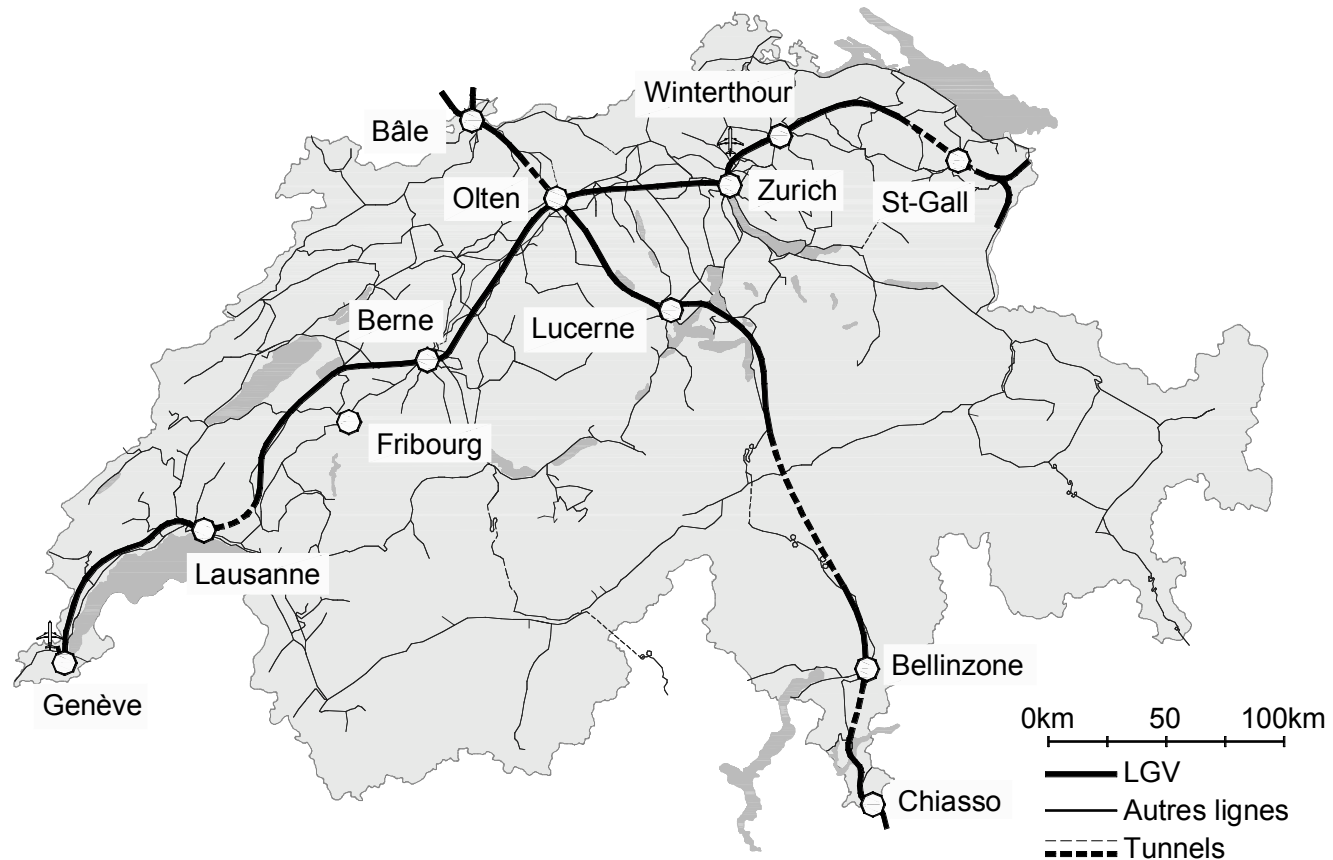 Winterthour
Bâle
Olten
Zurich
St-Gall
Berne
Lucerne
Fribourg
Lausanne
Bellinzone
Genève
0km 50 100km
LGV
Chiasso
Autres lignes
Tunnels